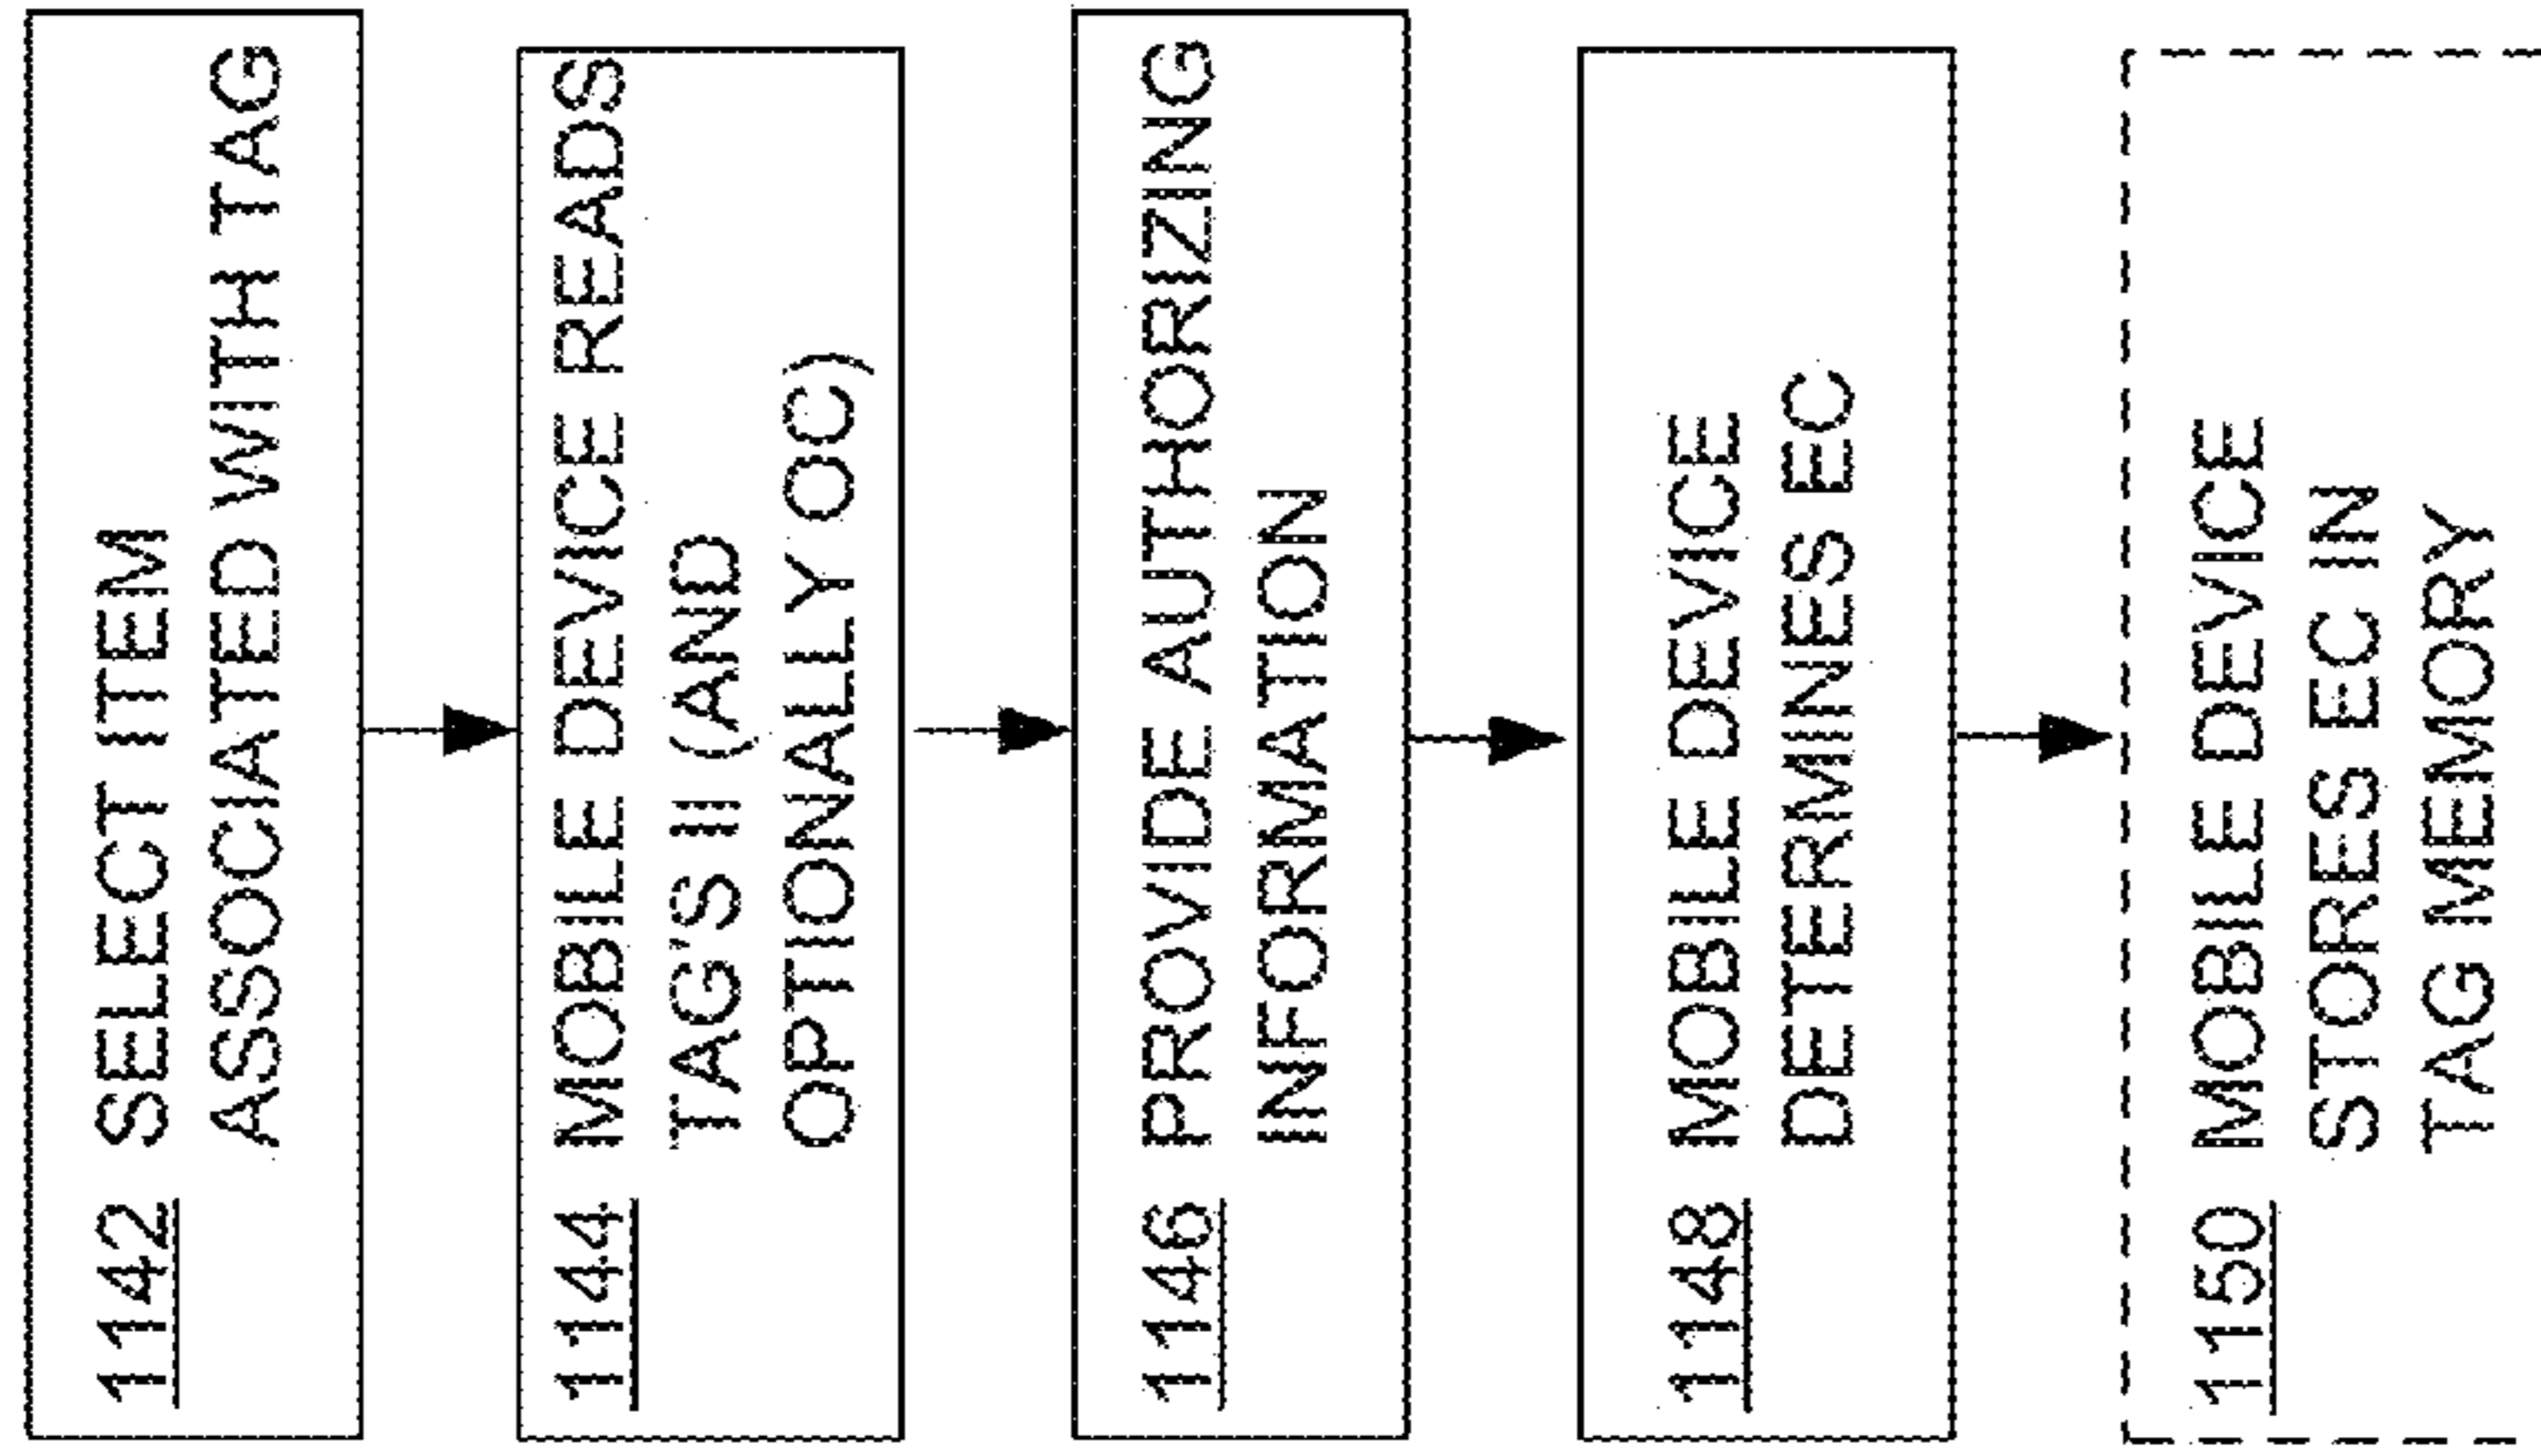 1142 SELECT ITEM
ASSOCIATED WITH TAG
1144 MOBILE DEVICE READS
TAG'S II (AND
OPTIONALLY OC)
1146 PROVIDE AUTHORIZING
INFORMATION
1148 MOBILE DEVICE
DETERMINES EC
1150 MOBILE DEVICE
STORES EC IN
TAG MEMORY